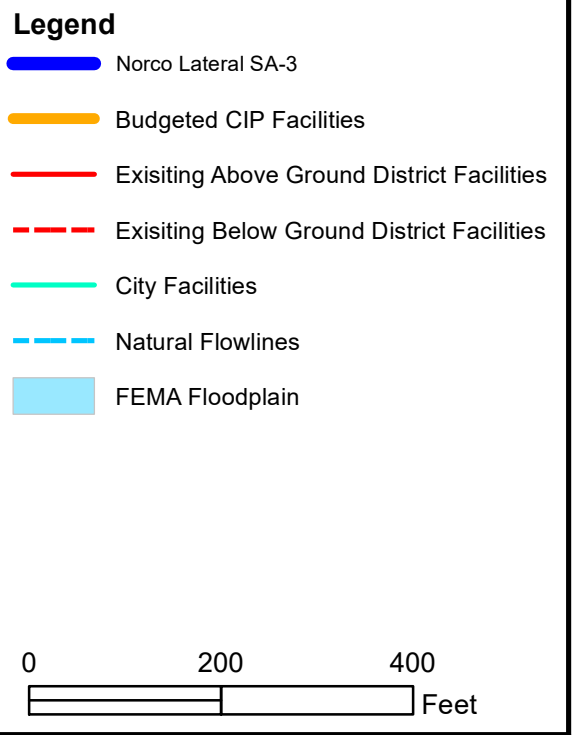 Legend
Norco Lateral SA-3
Budgeted CIP Facilities
Exisiting Above Ground District Facilities
Exisiting Below Ground District Facilities
City Facilities
Natural Flowlines
FEMA Floodplain
0 200 400
Feet